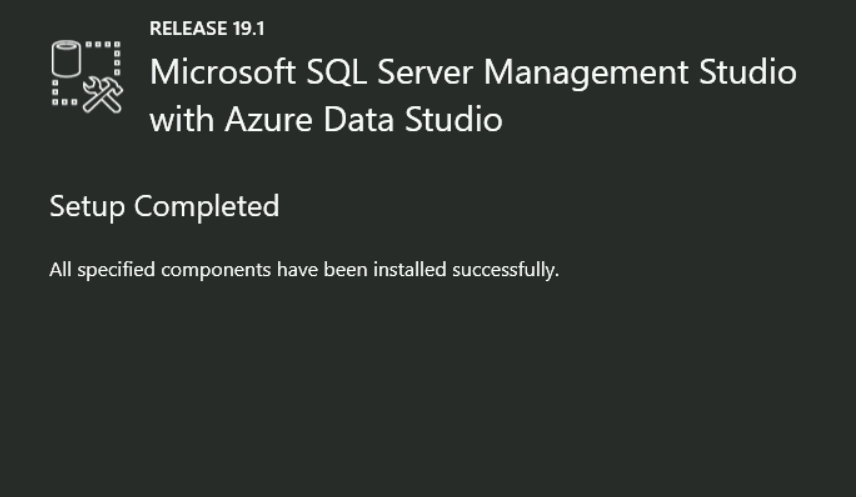 RELEASE 19.1
Microsoft SQL Server Management Studio
with Azure Data Studio
Setup Completed
All specified components have been installed successfully.